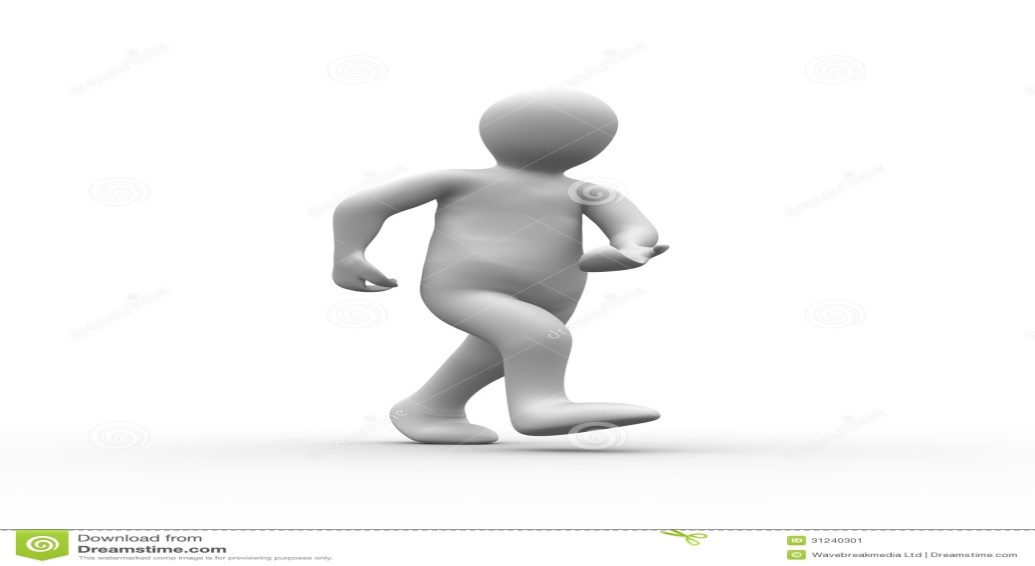 Download from
Dreamstime.com
This watermarked comp image is for previewing purposes only.
31240301
Wavebreakmedia Ltd | Dreamstime.com